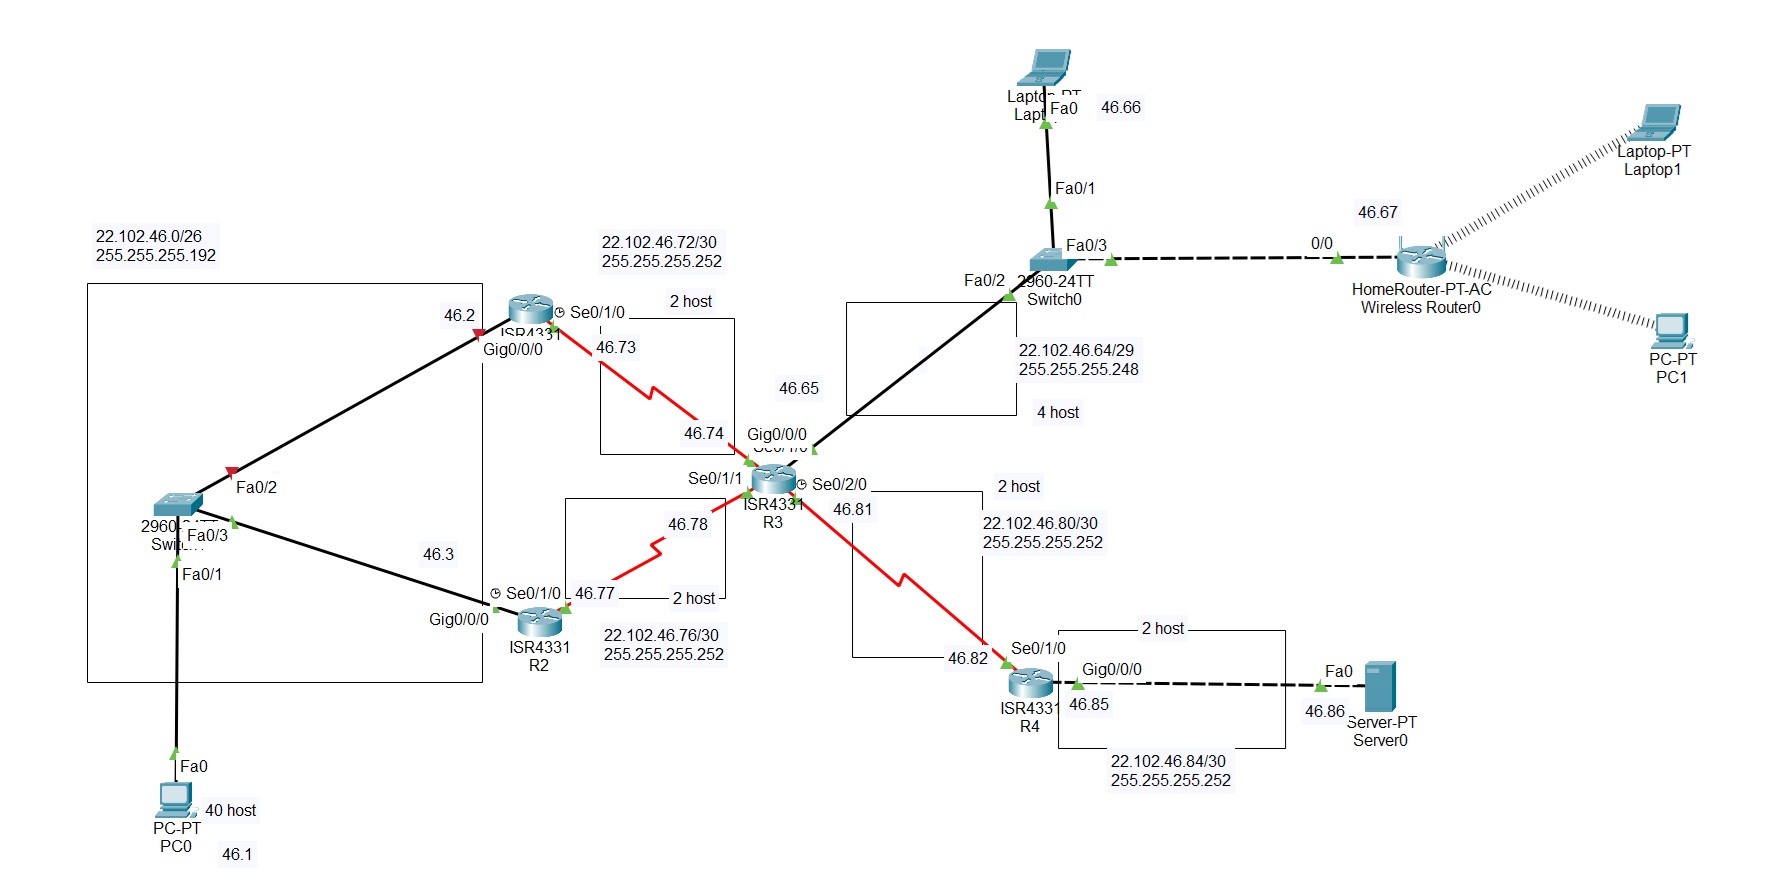 Laptop-PT
Fa0
46.66
Laptop-PT
Laptop1
Fa0/1
46.67
22.102.46.0/26
255.255.255.192
22.102.46.72/30
255.255.255.252
Fa0/3
0/0
Fa0/2
2960-24TT
Switch0
HomeRouter-PT-AC
Wireless Router0
2 host
46.2
Se0/1/0
ISR4331
Gig0/0/0
46.73
22.102.46.64/29
255.255.255.248
PC-PT
PC1
46.65
4 host
46.74
Gig0/0/0
Se0/1/1
Se0/2/0
ISR4331
R3
46.81
2 host
22.102.46.80/30
255.255.255.252
Fa0/2
2960-24TT
Fa0/3
46.78
46.3
Fa0/1
Se0/1/0
46.77
2 host
Gig0/0/0
ISR4331
R2
22.102.46.76/30
255.255.255.252
2 host
46.82
Se0/1/0
Gig0/0/0
Fa0
ISR4331
R4
46.85
46.86
Server-PT
Server0
22.102.46.84/30
255.255.255.252
Fa0
40 host
PC-PT
PC0
46.1